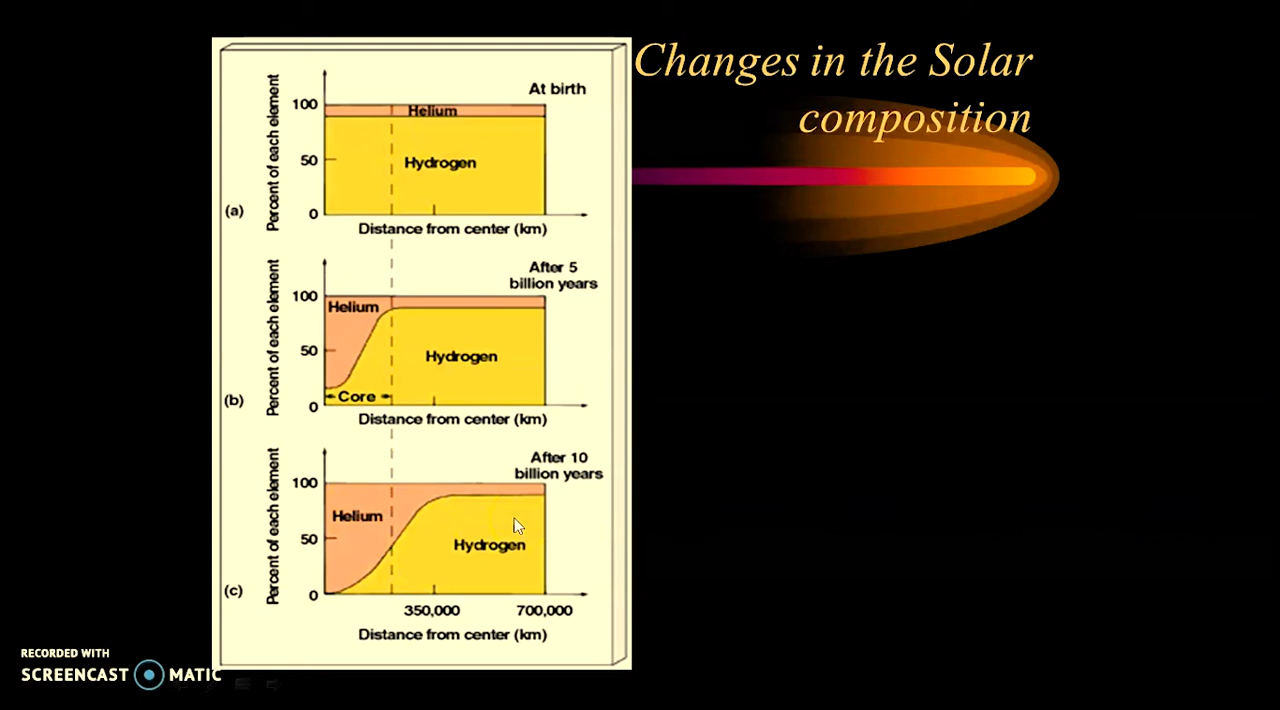 Changes in the Solar
composition
At birth
Percent of each element
100
50
0
Helium
Hydrogen
(a)
Distance from center (km)
After 5
billion years
Percent of each element
100
50
0
Helium
Hydrogen
Core
(b)
Distance from center (km)
After 10
billion years
Percent of each element
100
50
0
Helium
Hydrogen
(c)
350,000
700,000
Distance from center (km)
RECORDED WITH
SCREENCAST MATIC